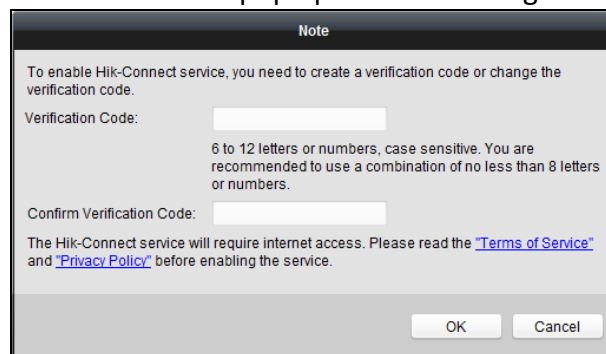 Note
To enable Hik-Connect service, you need to create a verification code or change the
verification code.
Verification Code:
6 to 12 letters or numbers, case sensitive. You are
recommended to use a combination of no less than 8 letters
or numbers.
Confirm Verification Code:
The Hik-Connect service will require internet access. Please read the "Terms of Service"
and "Privacy Policy" before enabling the service.
OK Cancel